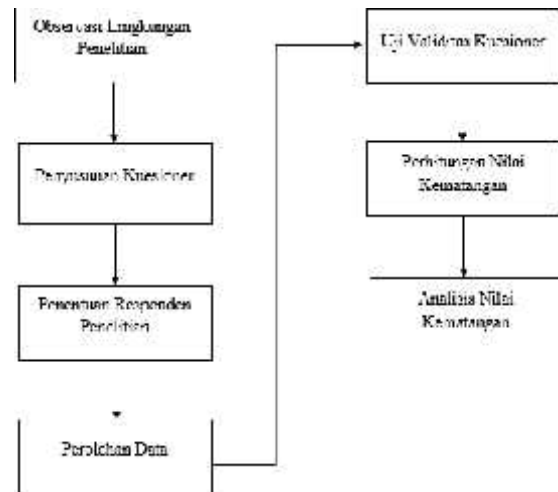 Observasi Lingkungan
Penelitian
Penyusunan Kuesioner
Penentuan Responden
Penelitian
Perolehan Data
Uji Validitas Kuesioner
Perhitungan Nilai
Kematangan
Analisis Nilai
Kematangan